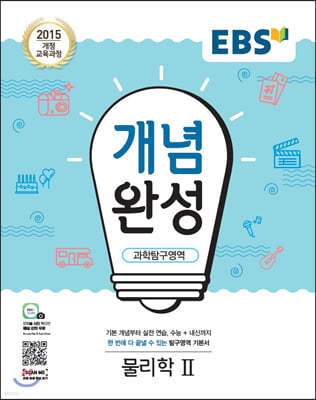 2015
개정
교육과정
EBS
개념
완성
과학탐구영역
기본 개념부터 실전 연습, 수능 + 내신까지
한 번에 다 끝낼 수 있는 탐구영역 기본서
물리학 II